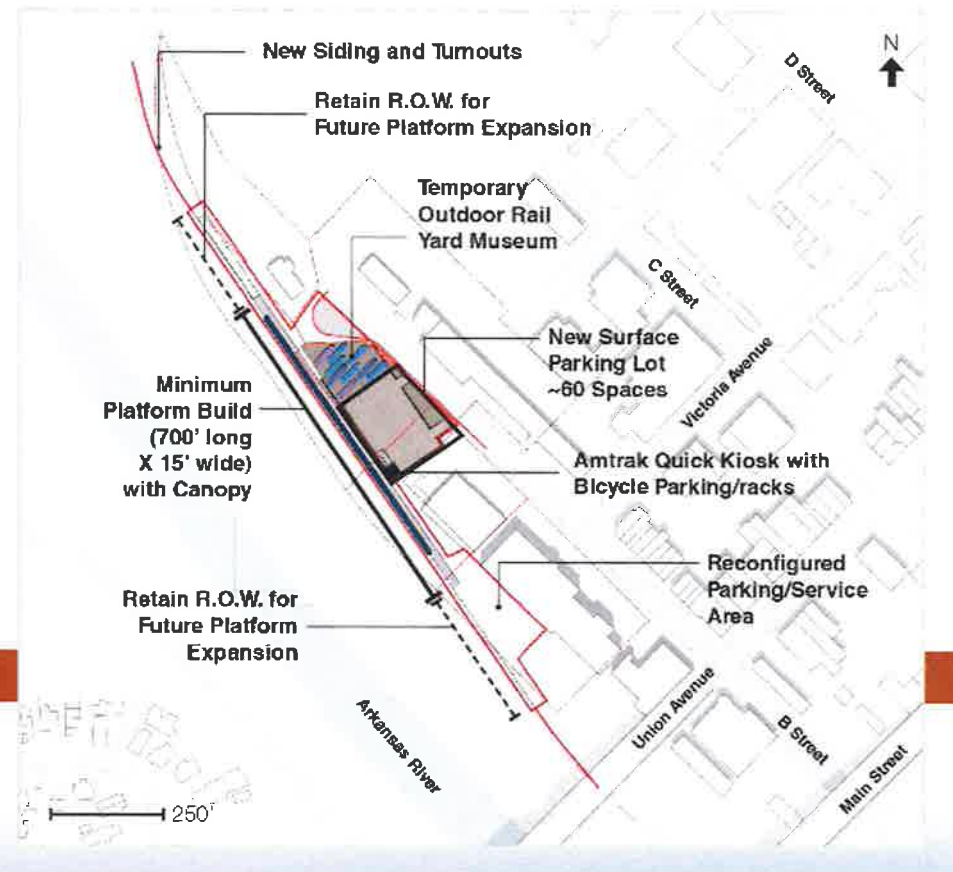 New Siding and Turnouts
N
D Street
Retain R.O.W. for
Future Platform Expansion
Temporary
Outdoor Rail
Yard Museum
C Street
New Surface
Parking Lot
~60 Spaces
Victoria Avenue
Minimum
Platform Build
(700' long
X 15' wide)
with Canopy
Amtrak Quick Kiosk with
Bicycle Parking/racks
Reconfigured
Parking/Service
Area
Retain R.O.W. for
Future Platform
Expansion
Union Avenue
Arkansas River
B Street
Main Street
250'